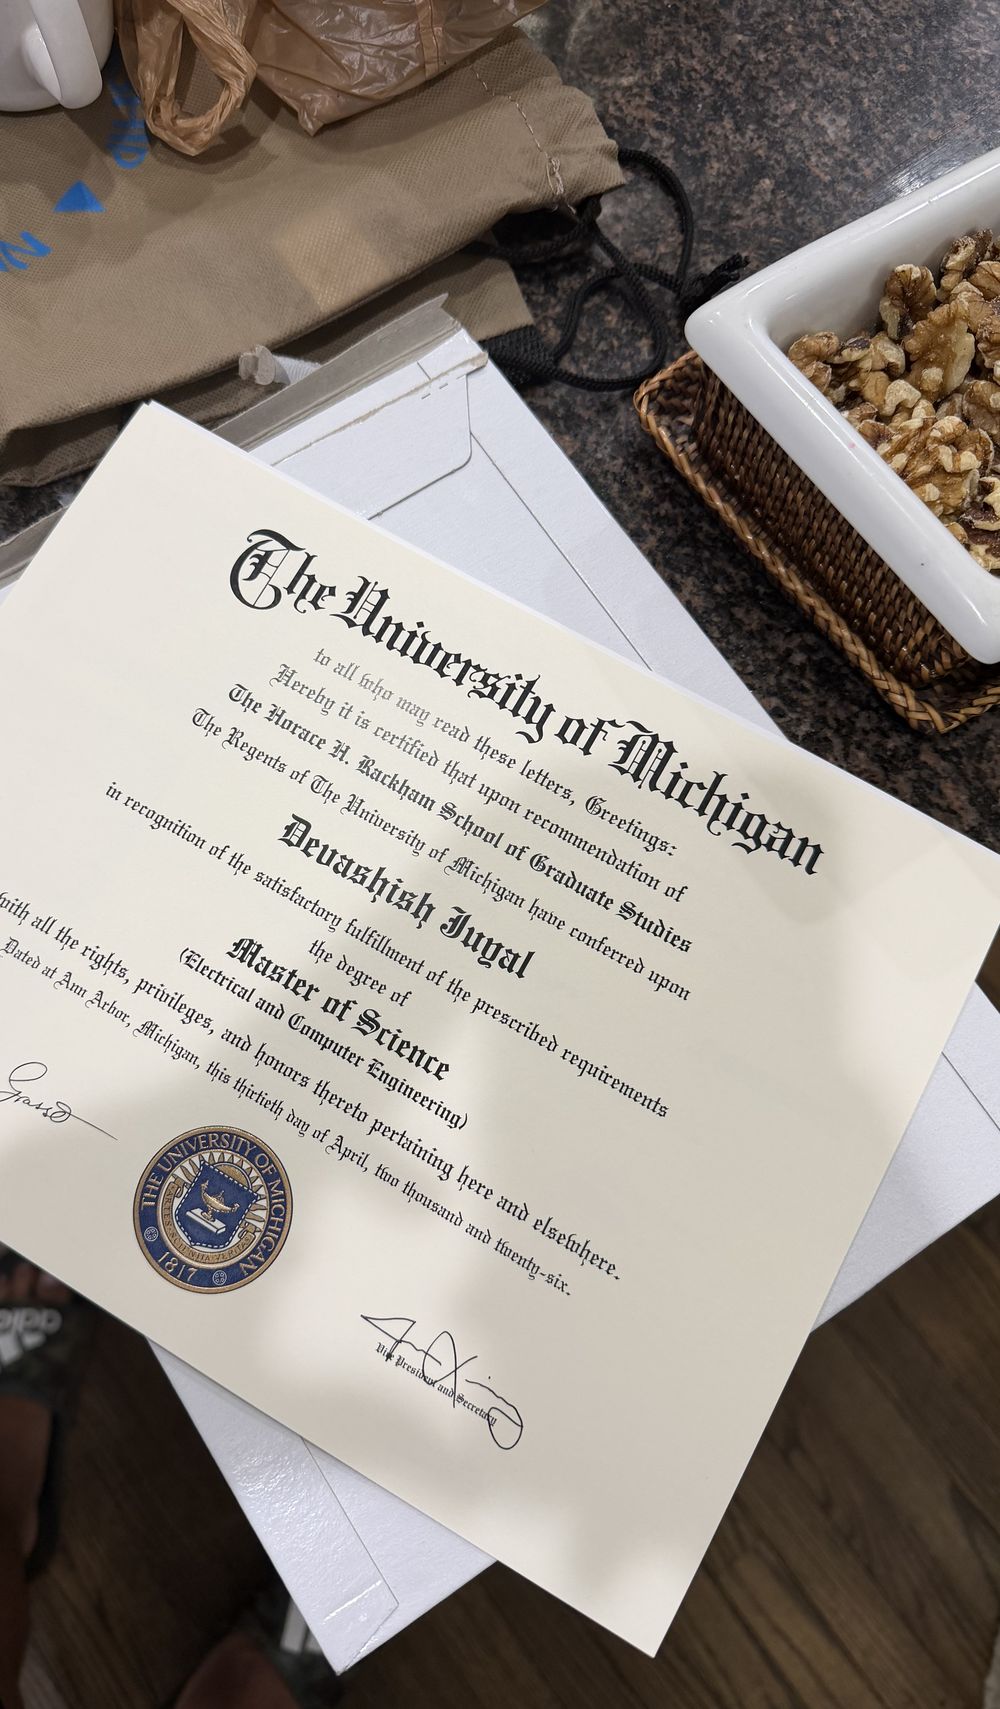 The University of Michigan
to all who may read these letters, Greetings:
Hereby it is certified that upon recommendation of
The Horace H. Rackham School of Graduate Studies
The Regents of The University of Michigan have conferred upon
Devashish Juyal
in recognition of the satisfactory fulfillment of the prescribed requirements
the degree of
Master of Science
(Electrical and Computer Engineering)
with all the rights, privileges, and honors thereto pertaining here and elsewhere.
Dated at Ann Arbor, Michigan, this thirtieth day of April, two thousand and twenty-six.
THE UNIVERSITY OF MICHIGAN
ARTES · SCIENTIA · VERITAS
1817
Vice President and Secretary
adidas